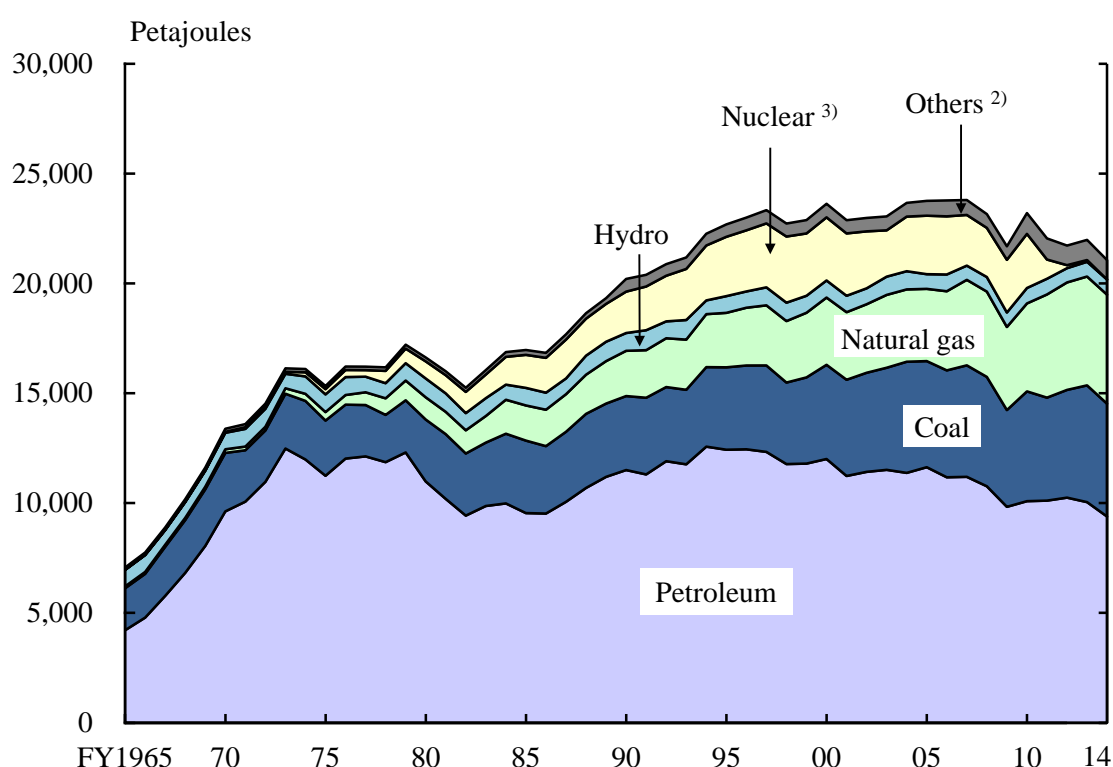 Petajoules
30,000
25,000
20,000
15,000
10,000
5,000
0
Others 2)
Nuclear 3)
Hydro
Natural gas
Coal
Petroleum
FY1965 70 75 80 85 90 95 00 05 10 14